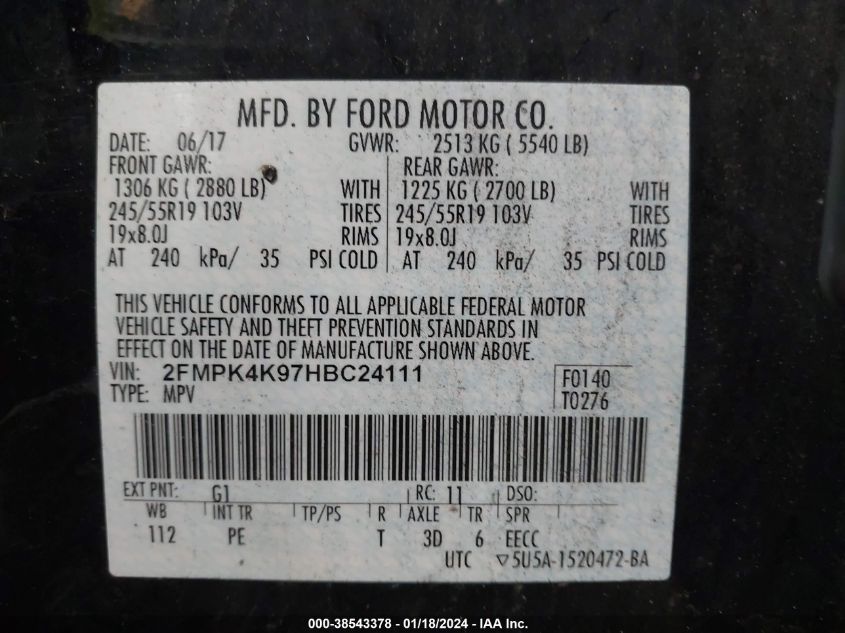 MFD. BY FORD MOTOR CO.
DATE: 06/17 GVWR: 2513 KG ( 5540 LB)
FRONT GAWR: REAR GAWR:
1306 KG ( 2880 LB) WITH 1225 KG ( 2700 LB) WITH
245/55R19 103V TIRES 245/55R19 103V TIRES
19x8.0J RIMS 19x8.0J RIMS
AT 240 kPa/ 35 PSI COLD AT 240 kPa/ 35 PSI COLD
THIS VEHICLE CONFORMS TO ALL APPLICABLE FEDERAL MOTOR
VEHICLE SAFETY AND THEFT PREVENTION STANDARDS IN
EFFECT ON THE DATE OF MANUFACTURE SHOWN ABOVE.
VIN: 2FMPK4K97HBC24111 F0140
TYPE: MPV T0276
EXT PNT: G1 RC: 11 DSO:
WB INT TR TP/PS R AXLE TR SPR
112 PE T 3D 6 EECC
UTC ▽5U5A-1520472-BA
000-38543378 - 01/18/2024 - IAA Inc.